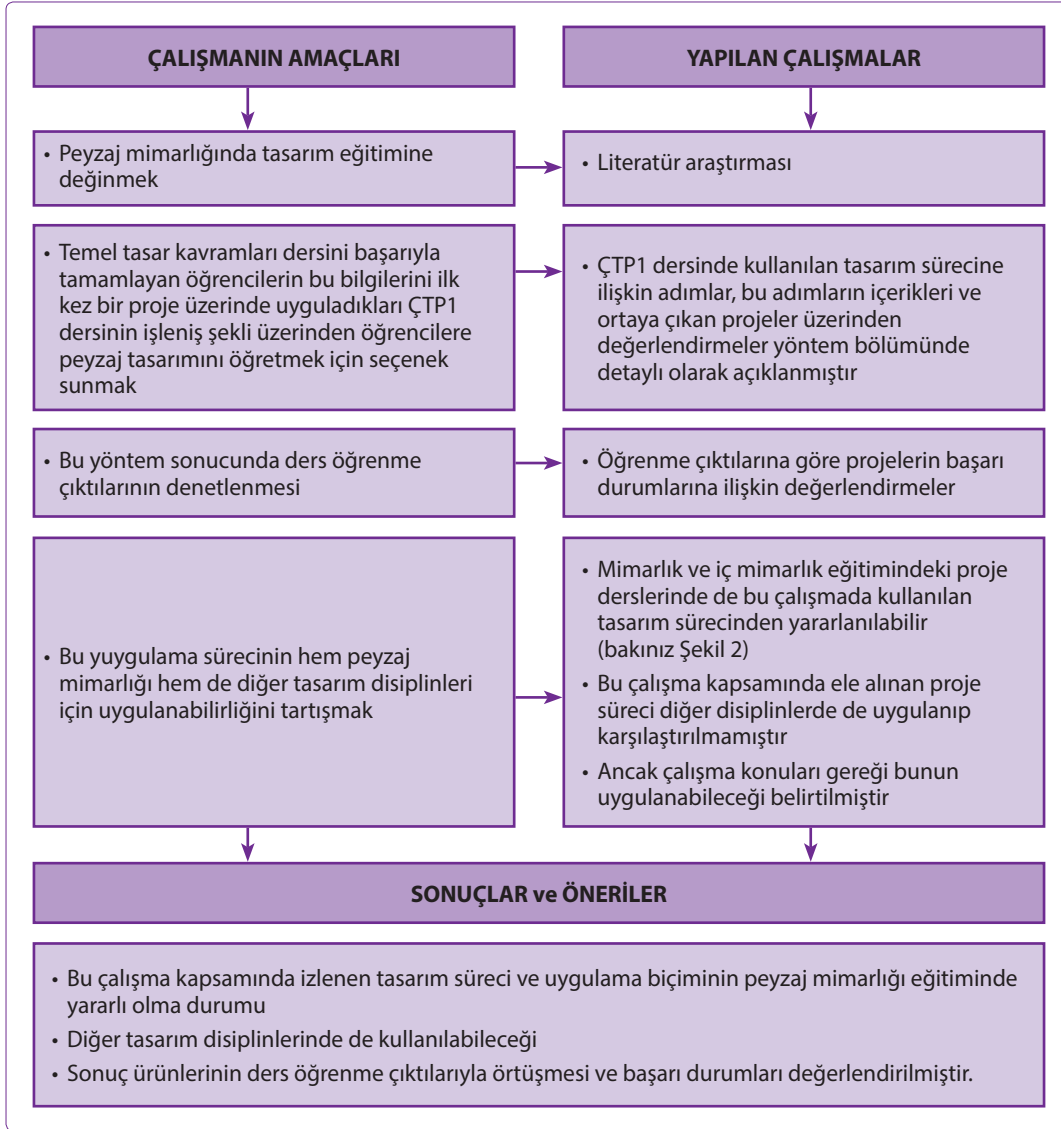 ÇALIŞMANIN AMAÇLARI
YAPILAN ÇALIŞMALAR
• Peyzaj mimarlığında tasarım eğitimine
değinmek
• Literatür araştırması
• Temel tasar kavramları dersini başarıyla
tamamlayan öğrencilerin bu bilgilerini ilk
kez bir proje üzerinde uyguladıkları ÇTP1
dersinin işleniş şekli üzerinden öğrencilere
peyzaj tasarımını öğretmek için seçenek
sunmak
• ÇTP1 dersinde kullanılan tasarım sürecine
ilişkin adımlar, bu adımların içerikleri ve
ortaya çıkan projeler üzerinden
değerlendirmeler yöntem bölümünde
detaylı olarak açıklanmıştır
• Bu yöntem sonucunda ders öğrenme
çıktılarının denetlenmesi
• Öğrenme çıktılarına göre projelerin başarı
durumlarına ilişkin değerlendirmeler
• Bu yuygulama sürecinin hem peyzaj
mimarlığı hem de diğer tasarım disiplinleri
için uygulanabilirliğini tartışmak
• Mimarlık ve iç mimarlık eğitimindeki proje
derslerinde de bu çalışmada kullanılan
tasarım sürecinden yararlanılabilir
(bakınız Şekil 2)
• Bu çalışma kapsamında ele alınan proje
süreci diğer disiplinlerde de uygulanıp
karşılaştırılmamıştır
• Ancak çalışma konuları gereği bunun
uygulanabileceği belirtilmiştir
SONUÇLAR ve ÖNERİLER
• Bu çalışma kapsamında izlenen tasarım süreci ve uygulama biçiminin peyzaj mimarlığı eğitiminde
yararlı olma durumu
• Diğer tasarım disiplinlerinde de kullanılabileceği
• Sonuç ürünlerinin ders öğrenme çıktılarıyla örtüşmesi ve başarı durumları değerlendirilmiştir.